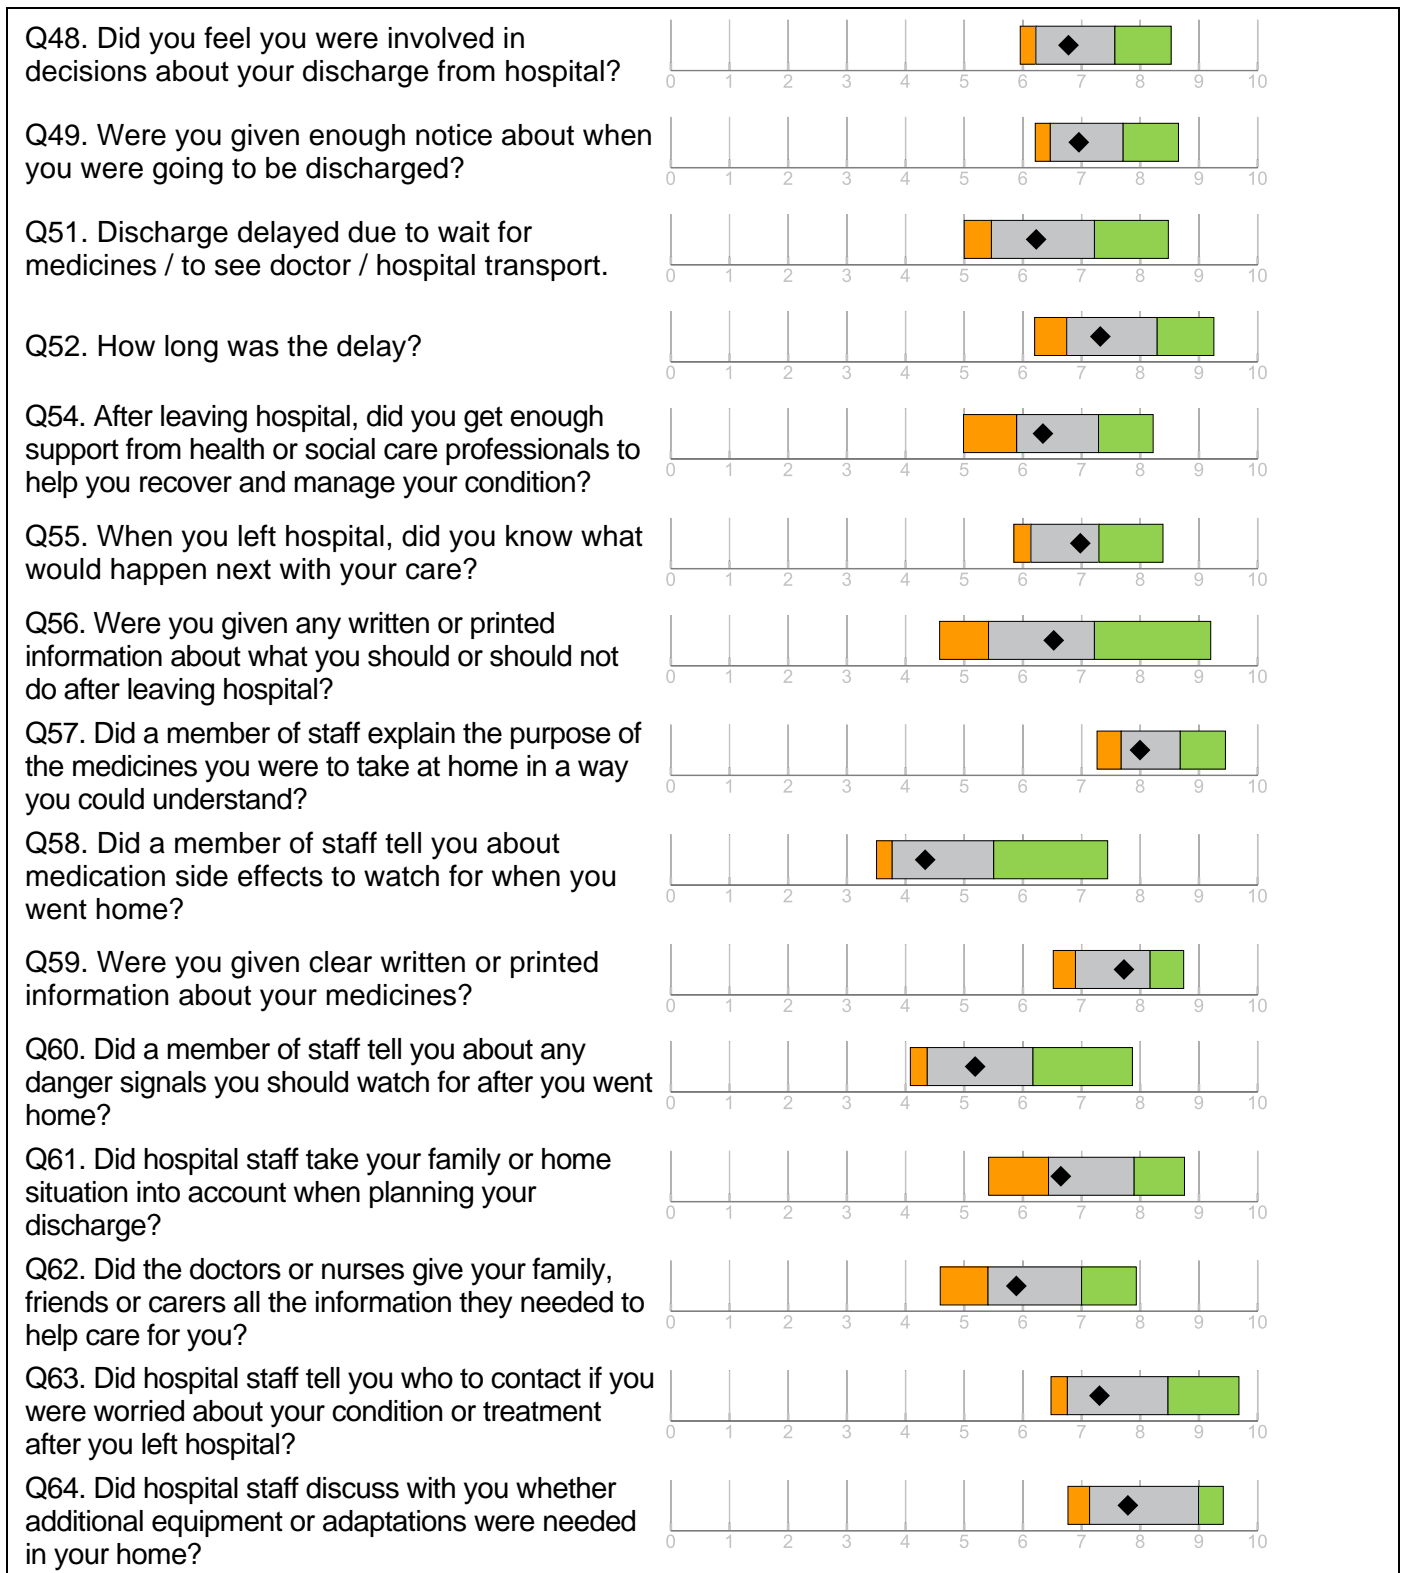 Q48. Did you feel you were involved in
decisions about your discharge from hospital?
0 1 2 3 4 5 6 7 8 9 10
Q49. Were you given enough notice about when
you were going to be discharged?
0 1 2 3 4 5 6 7 8 9 10
Q51. Discharge delayed due to wait for
medicines / to see doctor / hospital transport.
0 1 2 3 4 5 6 7 8 9 10
Q52. How long was the delay?
0 1 2 3 4 5 6 7 8 9 10
Q54. After leaving hospital, did you get enough
support from health or social care professionals to
help you recover and manage your condition?
0 1 2 3 4 5 6 7 8 9 10
Q55. When you left hospital, did you know what
would happen next with your care?
0 1 2 3 4 5 6 7 8 9 10
Q56. Were you given any written or printed
information about what you should or should not
do after leaving hospital?
0 1 2 3 4 5 6 7 8 9 10
Q57. Did a member of staff explain the purpose of
the medicines you were to take at home in a way
you could understand?
0 1 2 3 4 5 6 7 8 9 10
Q58. Did a member of staff tell you about
medication side effects to watch for when you
went home?
0 1 2 3 4 5 6 7 8 9 10
Q59. Were you given clear written or printed
information about your medicines?
0 1 2 3 4 5 6 7 8 9 10
Q60. Did a member of staff tell you about any
danger signals you should watch for after you went
home?
0 1 2 3 4 5 6 7 8 9 10
Q61. Did hospital staff take your family or home
situation into account when planning your
discharge?
0 1 2 3 4 5 6 7 8 9 10
Q62. Did the doctors or nurses give your family,
friends or carers all the information they needed to
help care for you?
0 1 2 3 4 5 6 7 8 9 10
Q63. Did hospital staff tell you who to contact if you
were worried about your condition or treatment
after you left hospital?
0 1 2 3 4 5 6 7 8 9 10
Q64. Did hospital staff discuss with you whether
additional equipment or adaptations were needed
in your home?
0 1 2 3 4 5 6 7 8 9 10